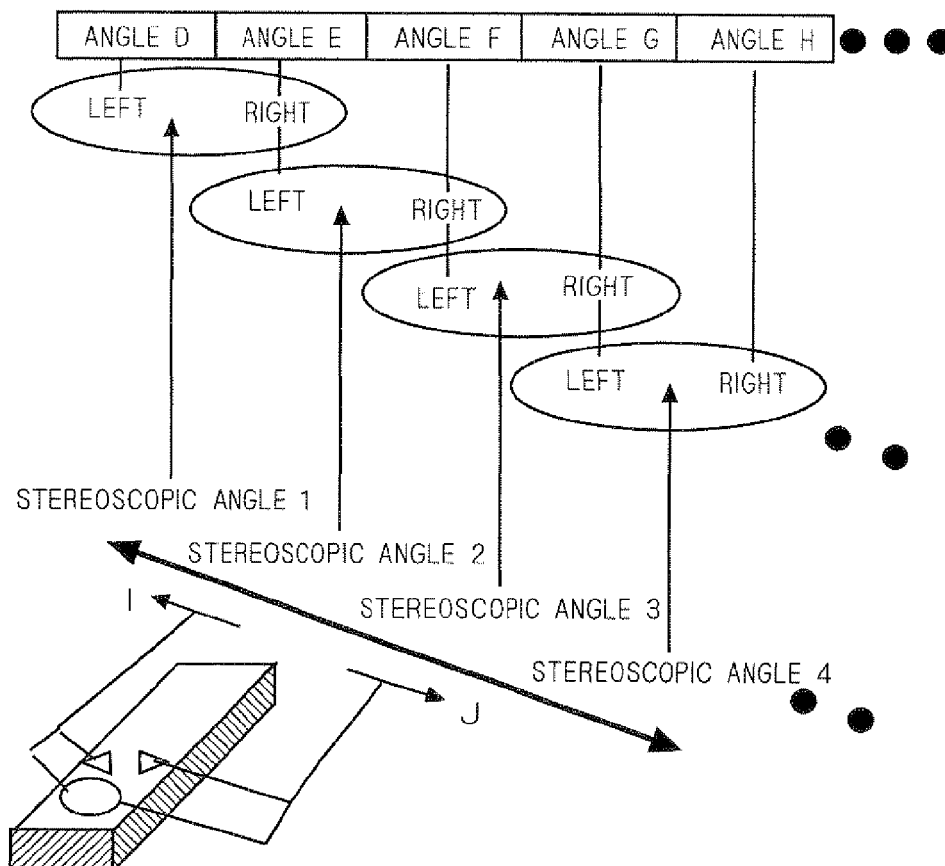 ANGLE D ANGLE E ANGLE F ANGLE G ANGLE H
LEFT RIGHT
LEFT RIGHT
LEFT RIGHT
LEFT RIGHT
STEREOSCOPIC ANGLE 1
STEREOSCOPIC ANGLE 2
I
STEREOSCOPIC ANGLE 3
STEREOSCOPIC ANGLE 4
J